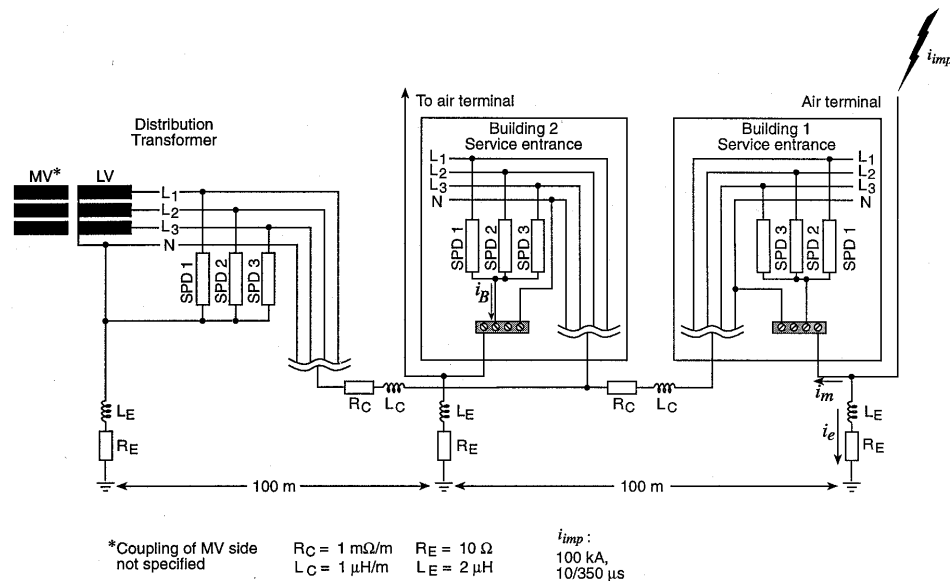 i_imp
To air terminal
Air terminal
Distribution
Transformer
Building 2
Service entrance
Building 1
Service entrance
MV*
LV
L1
L2
L3
N
SPD 1
SPD 2
SPD 3
L1
L2
L3
N
SPD 1
SPD 2
SPD 3
i_B
L1
L2
L3
N
SPD 3
SPD 2
SPD 1
R_C
L_C
R_C
L_C
i_m
i_e
L_E
R_E
L_E
R_E
L_E
R_E
100 m
100 m
*Coupling of MV side
not specified
R_C = 1 mΩ/m
L_C = 1 μH/m
R_E = 10 Ω
L_E = 2 μH
i_imp :
100 kA,
10/350 μs